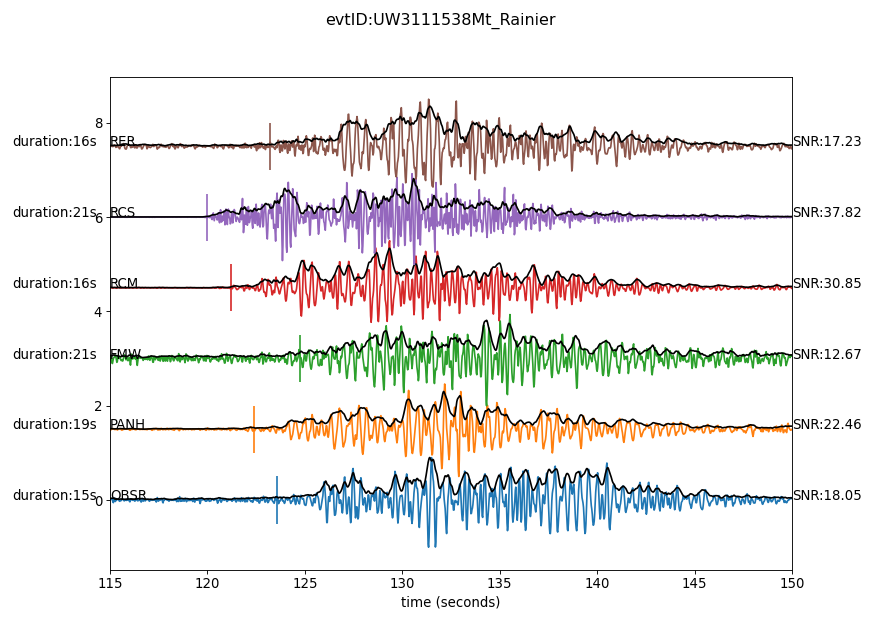 evtID:UW3111538Mt_Rainier
8
duration:16s RER SNR:17.23
duration:21s RCS SNR:37.82
6
duration:16s RCM SNR:30.85
4
duration:21s FMW SNR:12.67
2
duration:19s PANH SNR:22.46
duration:15s OBSR SNR:18.05
0
115 120 125 130 135 140 145 150
time (seconds)